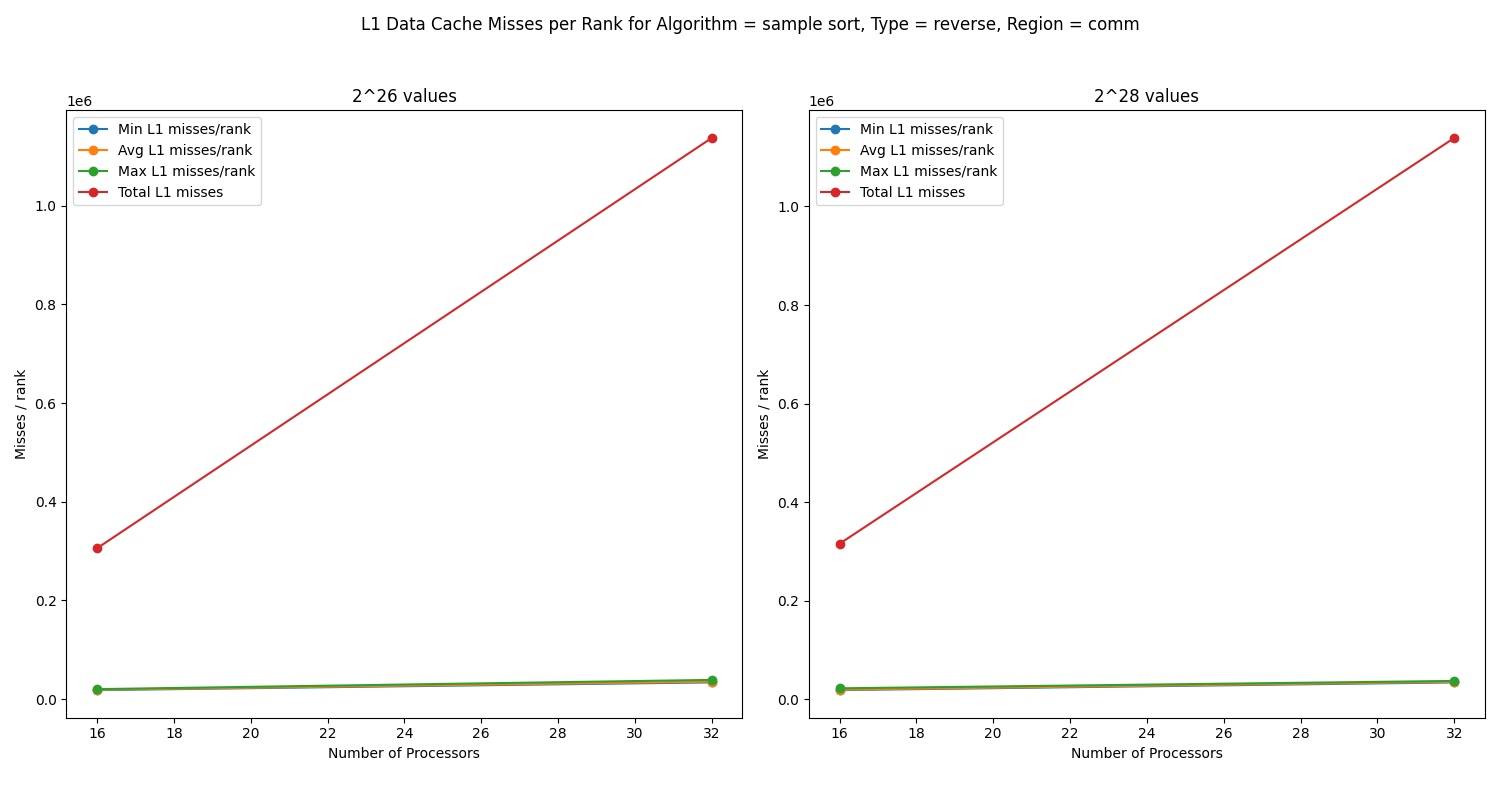 L1 Data Cache Misses per Rank for Algorithm = sample sort, Type = reverse, Region = comm
2^26 values
1e6
Min L1 misses/rank
Avg L1 misses/rank
Max L1 misses/rank
Total L1 misses
1.0
0.8
0.6
0.4
0.2
0.0
Misses / rank
16 18 20 22 24 26 28 30 32
Number of Processors
2^28 values
1e6
Min L1 misses/rank
Avg L1 misses/rank
Max L1 misses/rank
Total L1 misses
1.0
0.8
0.6
0.4
0.2
0.0
Misses / rank
16 18 20 22 24 26 28 30 32
Number of Processors